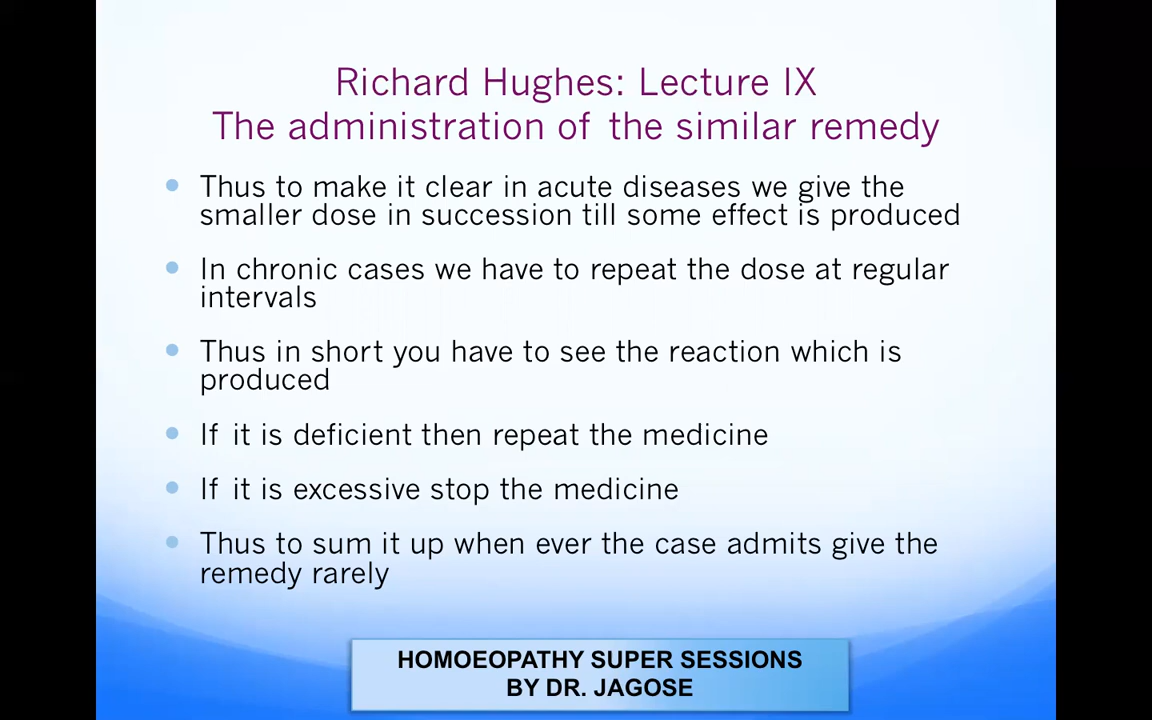 Richard Hughes: Lecture IX
The administration of the similar remedy
Thus to make it clear in acute diseases we give the
smaller dose in succession till some effect is produced
In chronic cases we have to repeat the dose at regular
intervals
Thus in short you have to see the reaction which is
produced
If it is deficient then repeat the medicine
If it is excessive stop the medicine
Thus to sum it up when ever the case admits give the
remedy rarely
HOMOEOPATHY SUPER SESSIONS
BY DR. JAGOSE